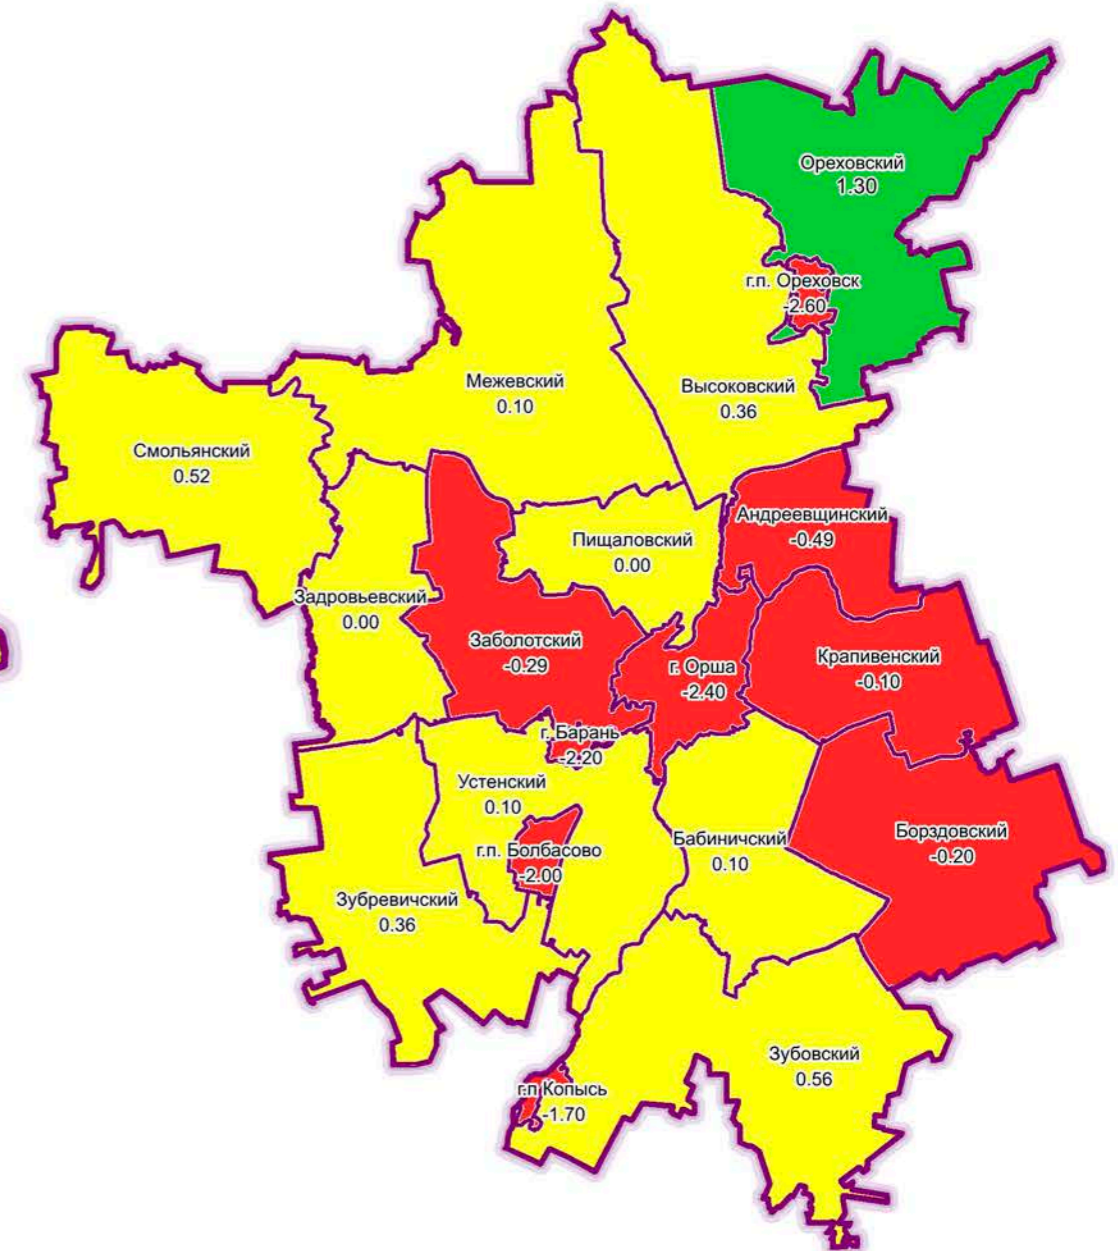 Ореховский
1.30
г.п. Ореховск
-2.60
Межевский
0.10
Высоковский
0.36
Смольянский
0.52
Андреевщинский
-0.49
Пищаловский
0.00
Задровьевский
0.00
Заболотский
-0.29
г. Орша
-2.40
Крапивенский
-0.10
г. Барань
-2.20
Устенский
0.10
Бабиничский
0.10
Борздовский
-0.20
г.п. Болбасово
-2.00
Зубревичский
0.36
Зубовский
0.56
г.п Копысь
-1.70